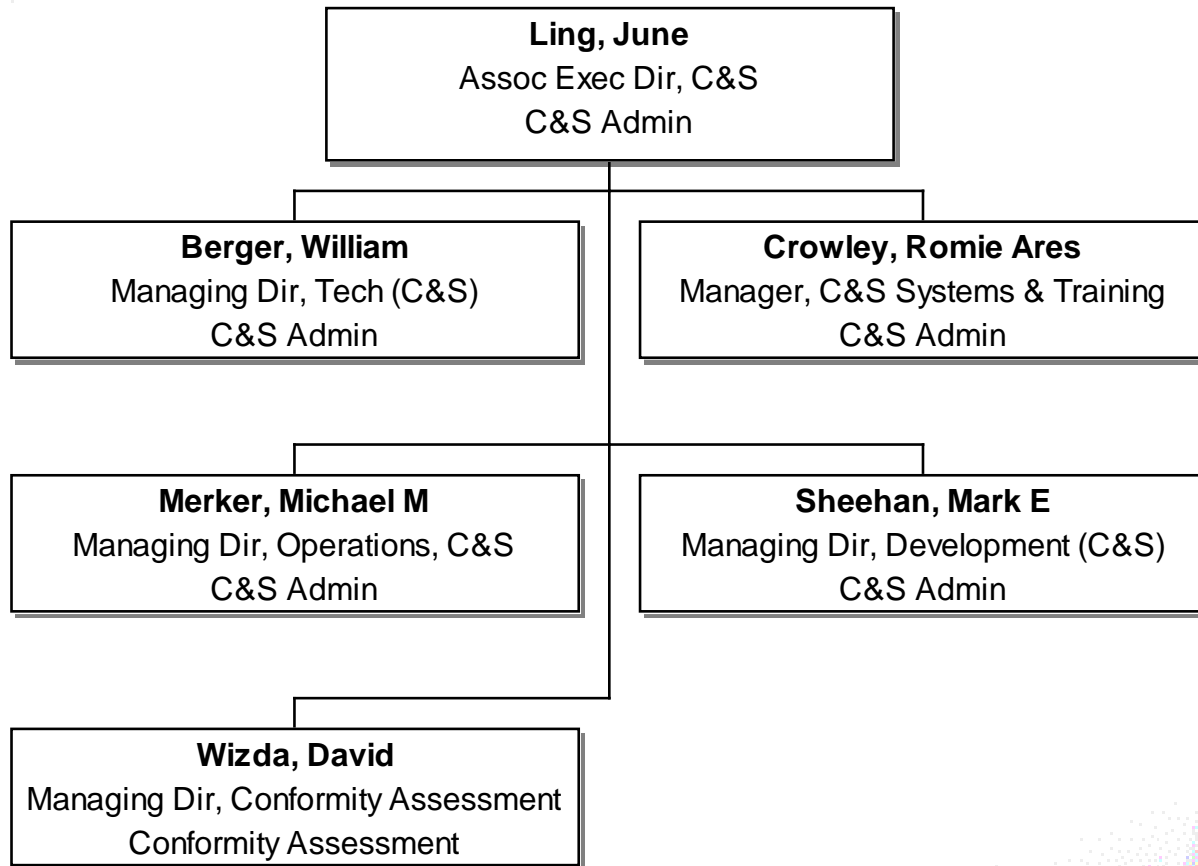 Ling, June
Assoc Exec Dir, C&S
C&S Admin
Berger, William
Managing Dir, Tech (C&S)
C&S Admin
Crowley, Romie Ares
Manager, C&S Systems & Training
C&S Admin
Merker, Michael M
Managing Dir, Operations, C&S
C&S Admin
Sheehan, Mark E
Managing Dir, Development (C&S)
C&S Admin
Wizda, David
Managing Dir, Conformity Assessment
Conformity Assessment